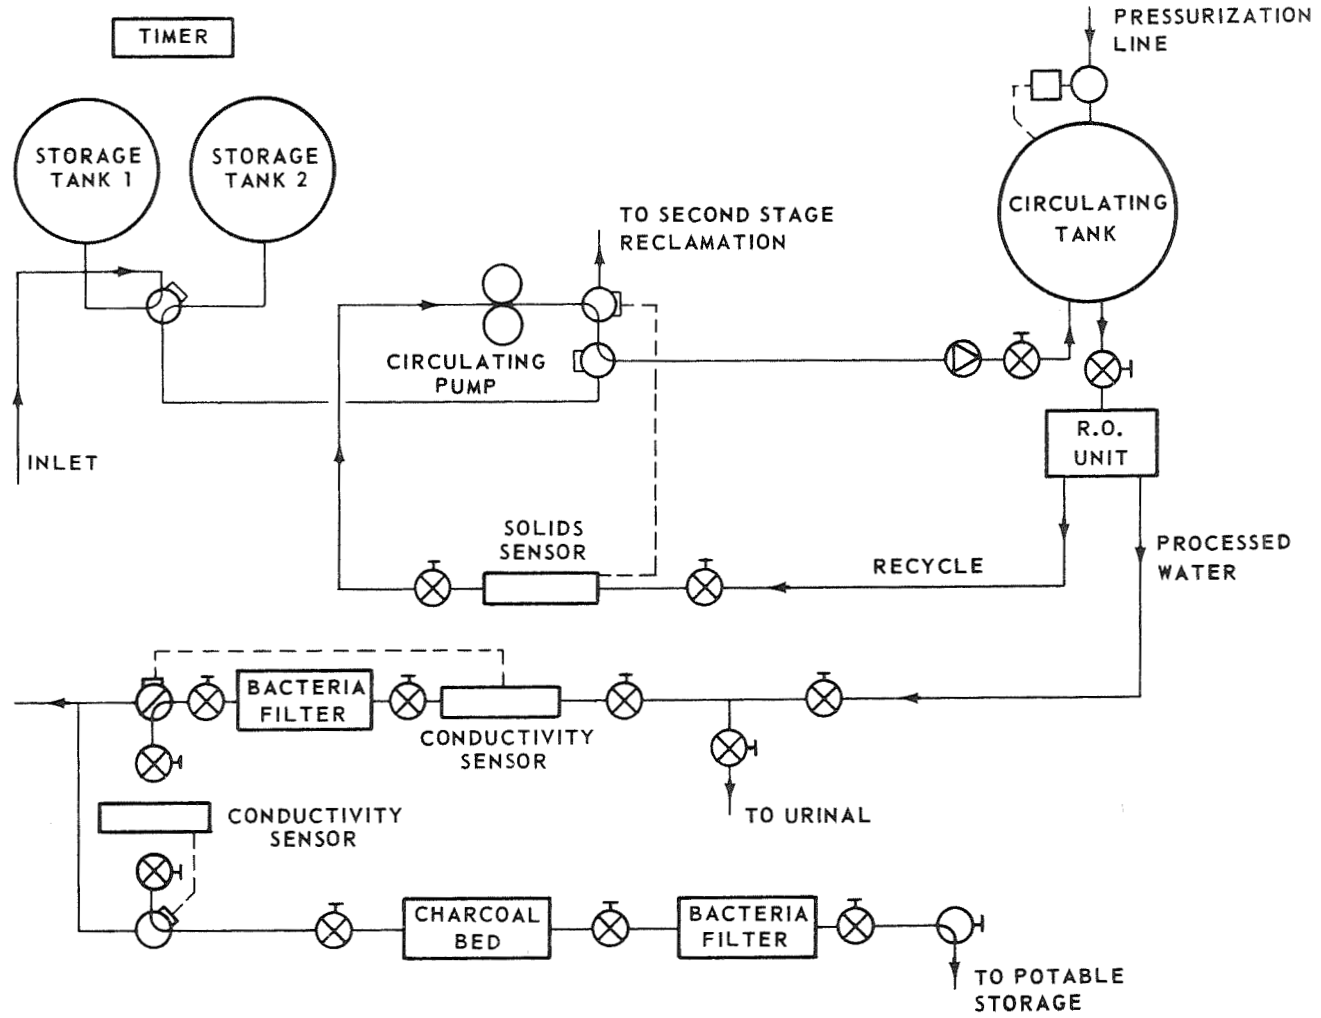 TIMER
PRESSURIZATION
LINE
STORAGE
TANK 1
STORAGE
TANK 2
CIRCULATING
TANK
TO SECOND STAGE
RECLAMATION
CIRCULATING
PUMP
INLET
R.O.
UNIT
SOLIDS
SENSOR
RECYCLE
PROCESSED
WATER
BACTERIA
FILTER
CONDUCTIVITY
SENSOR
TO URINAL
CONDUCTIVITY
SENSOR
CHARCOAL
BED
BACTERIA
FILTER
TO POTABLE
STORAGE